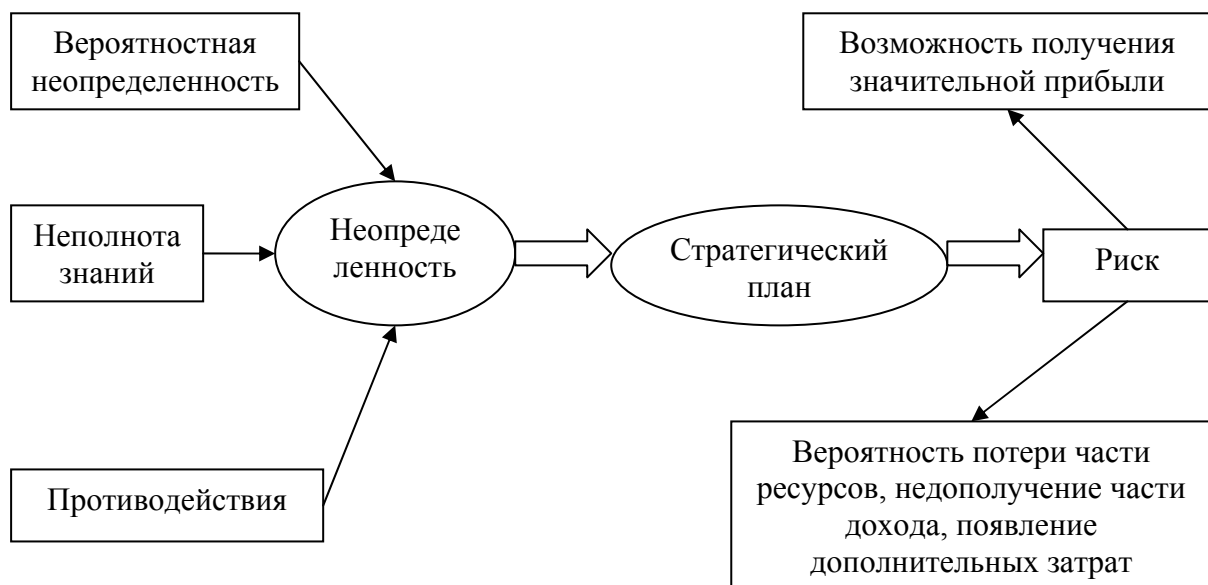 Вероятностная
неопределенность
Возможность получения
значительной прибыли
Неполнота
знаний
Неопреде
ленность
Стратегический
план
Риск
Противодействия
Вероятность потери части
ресурсов, недополучение части
дохода, появление
дополнительных затрат